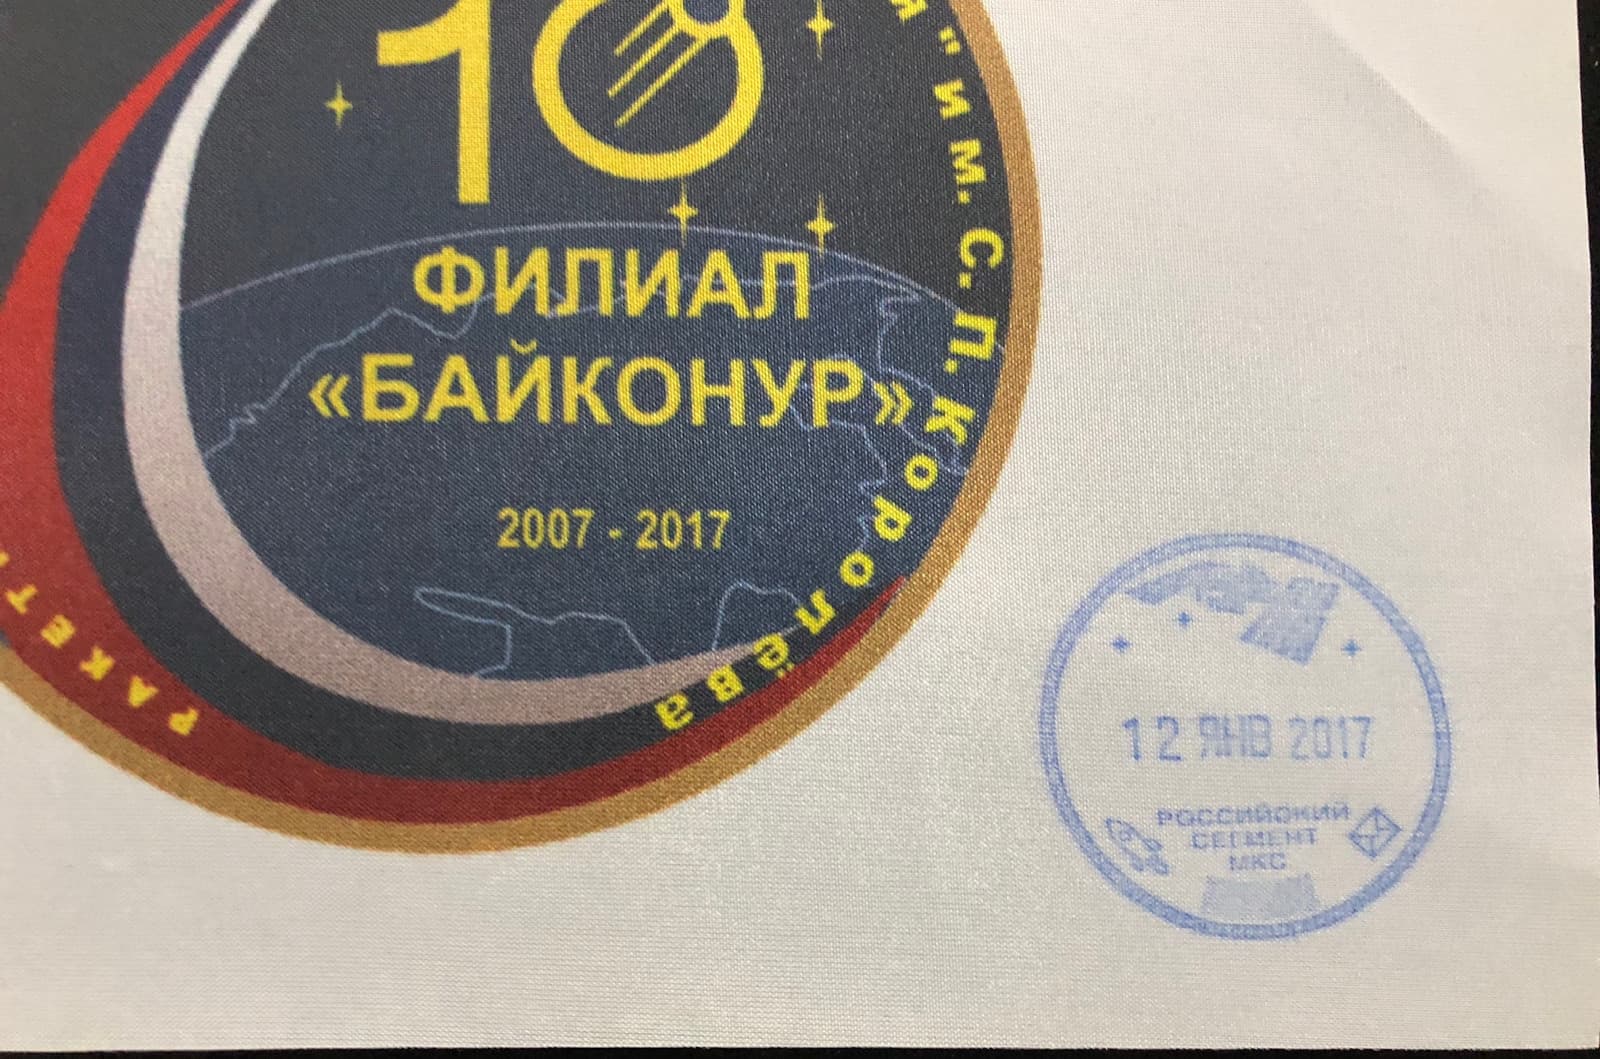 10
ФИЛИАЛ
«БАЙКОНУР»
2007 - 2017
РАКЕТ
я" им. С. П. Королёва
12 ЯНВ 2017
РОССИЙСКИЙ
СЕГМЕНТ
МКС